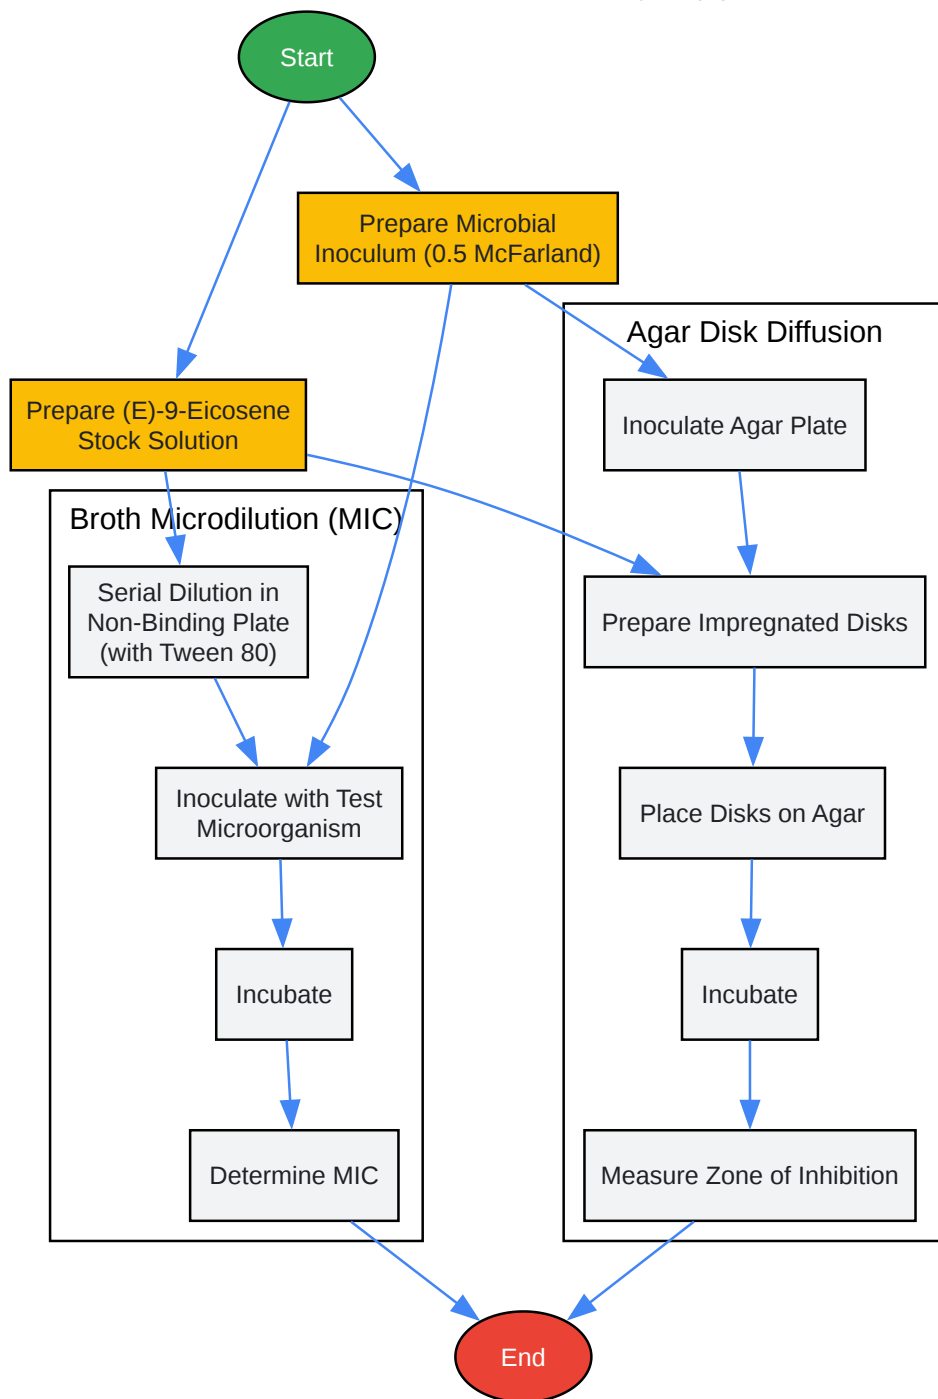 Start
Prepare Microbial
Inoculum (0.5 McFarland)
Agar Disk Diffusion
Prepare (E)-9-Eicosene
Stock Solution
Inoculate Agar Plate
Broth Microdilution (MIC)
Serial Dilution in
Non-Binding Plate
(with Tween 80)
Prepare Impregnated Disks
Inoculate with Test
Microorganism
Place Disks on Agar
Incubate
Incubate
Determine MIC
Measure Zone of Inhibition
End